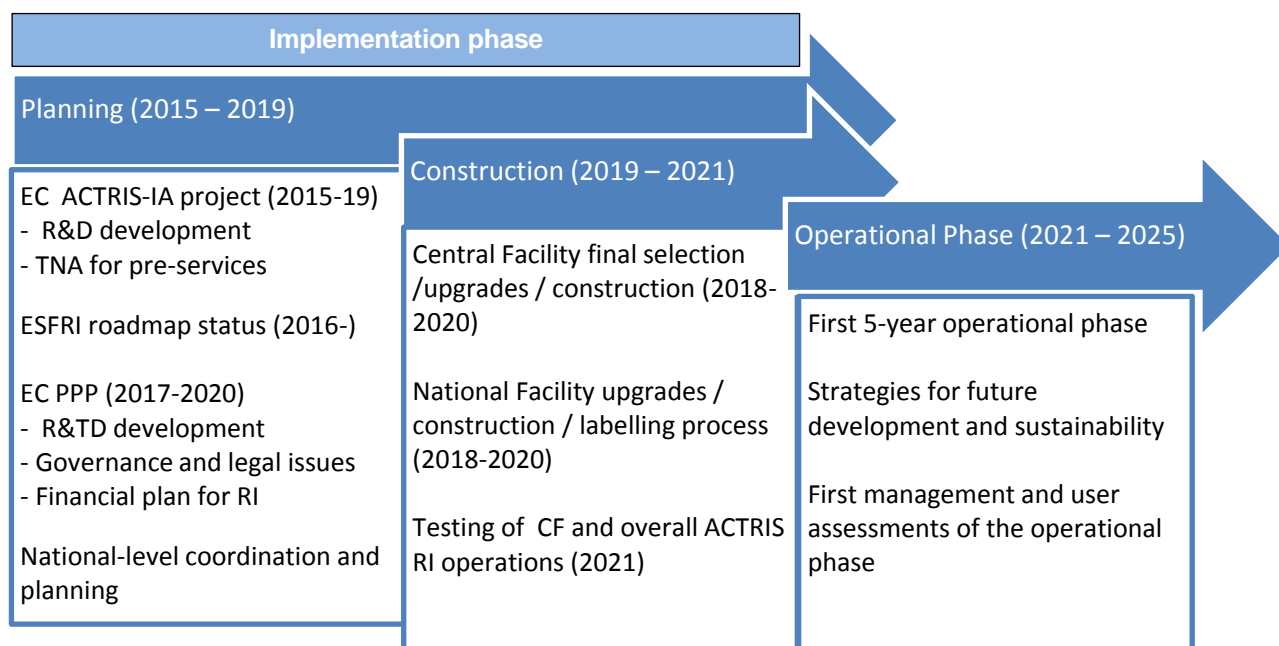 Implementation phase
Planning (2015 – 2019)
EC  ACTRIS-IA project (2015-19)
-  R&D development
- TNA for pre-services
ESFRI roadmap status (2016-)
EC PPP (2017-2020)
-  R&TD development
- Governance and legal issues
- Financial plan for RI
National-level coordination and
planning
Construction (2019 – 2021)
Central Facility final selection
/upgrades / construction (2018-
2020)
National Facility upgrades /
construction / labelling process
(2018-2020)
Testing of  CF and overall ACTRIS
RI operations (2021)
Operational Phase (2021 – 2025)
First 5-year operational phase
Strategies for future
development and sustainability
First management and user
assessments of the operational
phase